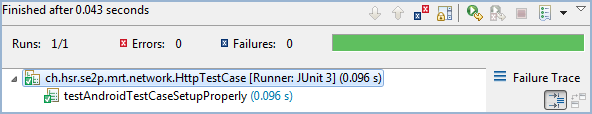 Finished after 0.043 seconds
Runs: 1/1 Errors: 0 Failures: 0
ch.hsr.se2p.mrt.network.HttpTestCase [Runner: JUnit 3] (0.096 s) Failure Trace
testAndroidTestCaseSetupProperly (0.096 s)